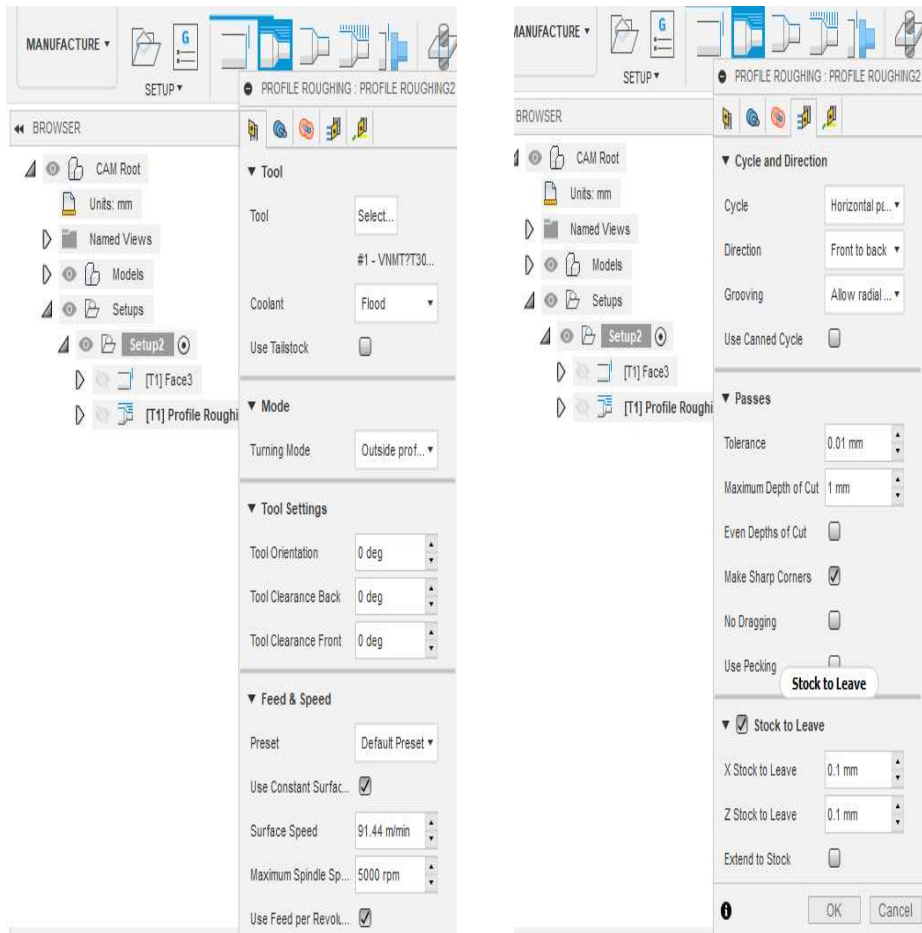 MANUFACTURE ▾
G
SETUP ▾
PROFILE ROUGHING : PROFILE ROUGHING2
BROWSER
CAM Root
Units: mm
Named Views
Models
Setups
Setup2
[T1] Face3
[T1] Profile Roughi
▼ Tool
Tool Select...
#1 - VNMT?T30...
Coolant Flood
Use Tailstock
▼ Mode
Turning Mode Outside prof...
▼ Tool Settings
Tool Orientation 0 deg
Tool Clearance Back 0 deg
Tool Clearance Front 0 deg
▼ Feed & Speed
Preset Default Preset
Use Constant Surfac...
Surface Speed 91.44 m/min
Maximum Spindle Sp... 5000 rpm
Use Feed per Revolu...
MANUFACTURE ▾
G
SETUP ▾
PROFILE ROUGHING : PROFILE ROUGHING2
BROWSER
CAM Root
Units: mm
Named Views
Models
Setups
Setup2
[T1] Face3
[T1] Profile Roughi
▼ Cycle and Direction
Cycle Horizontal pa...
Direction Front to back
Grooving Allow radial ...
Use Canned Cycle
▼ Passes
Tolerance 0.01 mm
Maximum Depth of Cut 1 mm
Even Depths of Cut
Make Sharp Corners
No Dragging
Use Pecking
Stock to Leave
▼ Stock to Leave
X Stock to Leave 0.1 mm
Z Stock to Leave 0.1 mm
Extend to Stock
OK Cancel